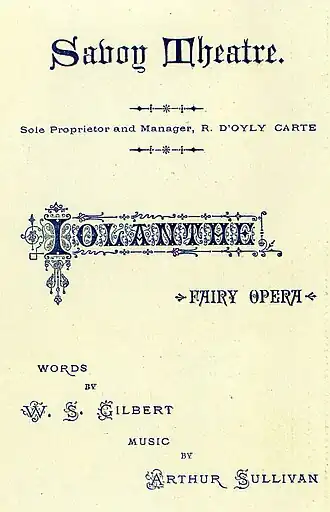 Savoy Theatre.
Sole Proprietor and Manager, R. D'OYLY CARTE
IOLANTHE
FAIRY OPERA
WORDS
BY
W. S. GILBERT
MUSIC
BY
ARTHUR SULLIVAN